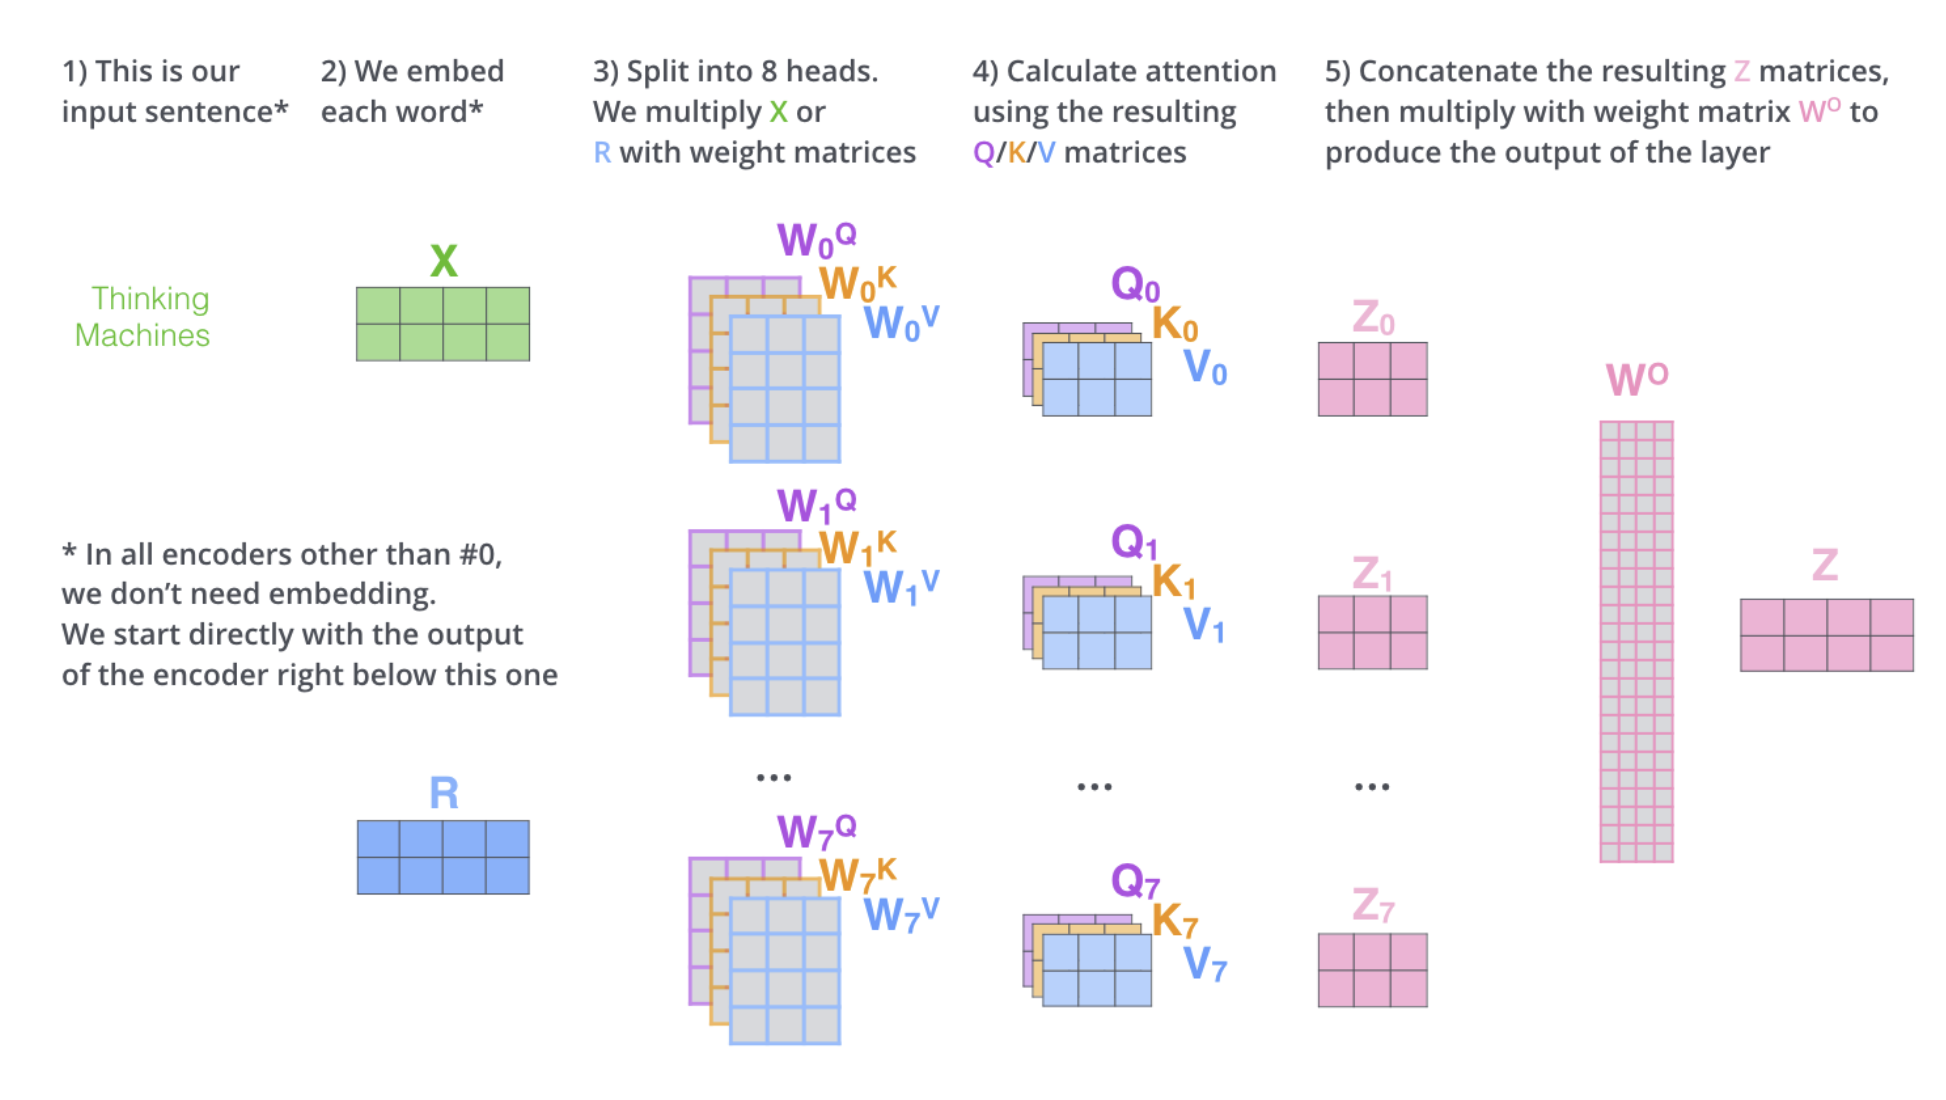 1) This is our
input sentence*
2) We embed
each word*
3) Split into 8 heads.
We multiply X or
R with weight matrices
4) Calculate attention
using the resulting
Q/K/V matrices
5) Concatenate the resulting Z matrices,
then multiply with weight matrix Wᴼ to
produce the output of the layer
Thinking
Machines
X
W₀Q
W₀K
W₀V
Q₀
K₀
V₀
Z₀
Wᴼ
* In all encoders other than #0,
we don’t need embedding.
We start directly with the output
of the encoder right below this one
W₁Q
W₁K
W₁V
Q₁
K₁
V₁
Z₁
Z
...
...
...
R
W₇Q
W₇K
W₇V
Q₇
K₇
V₇
Z₇